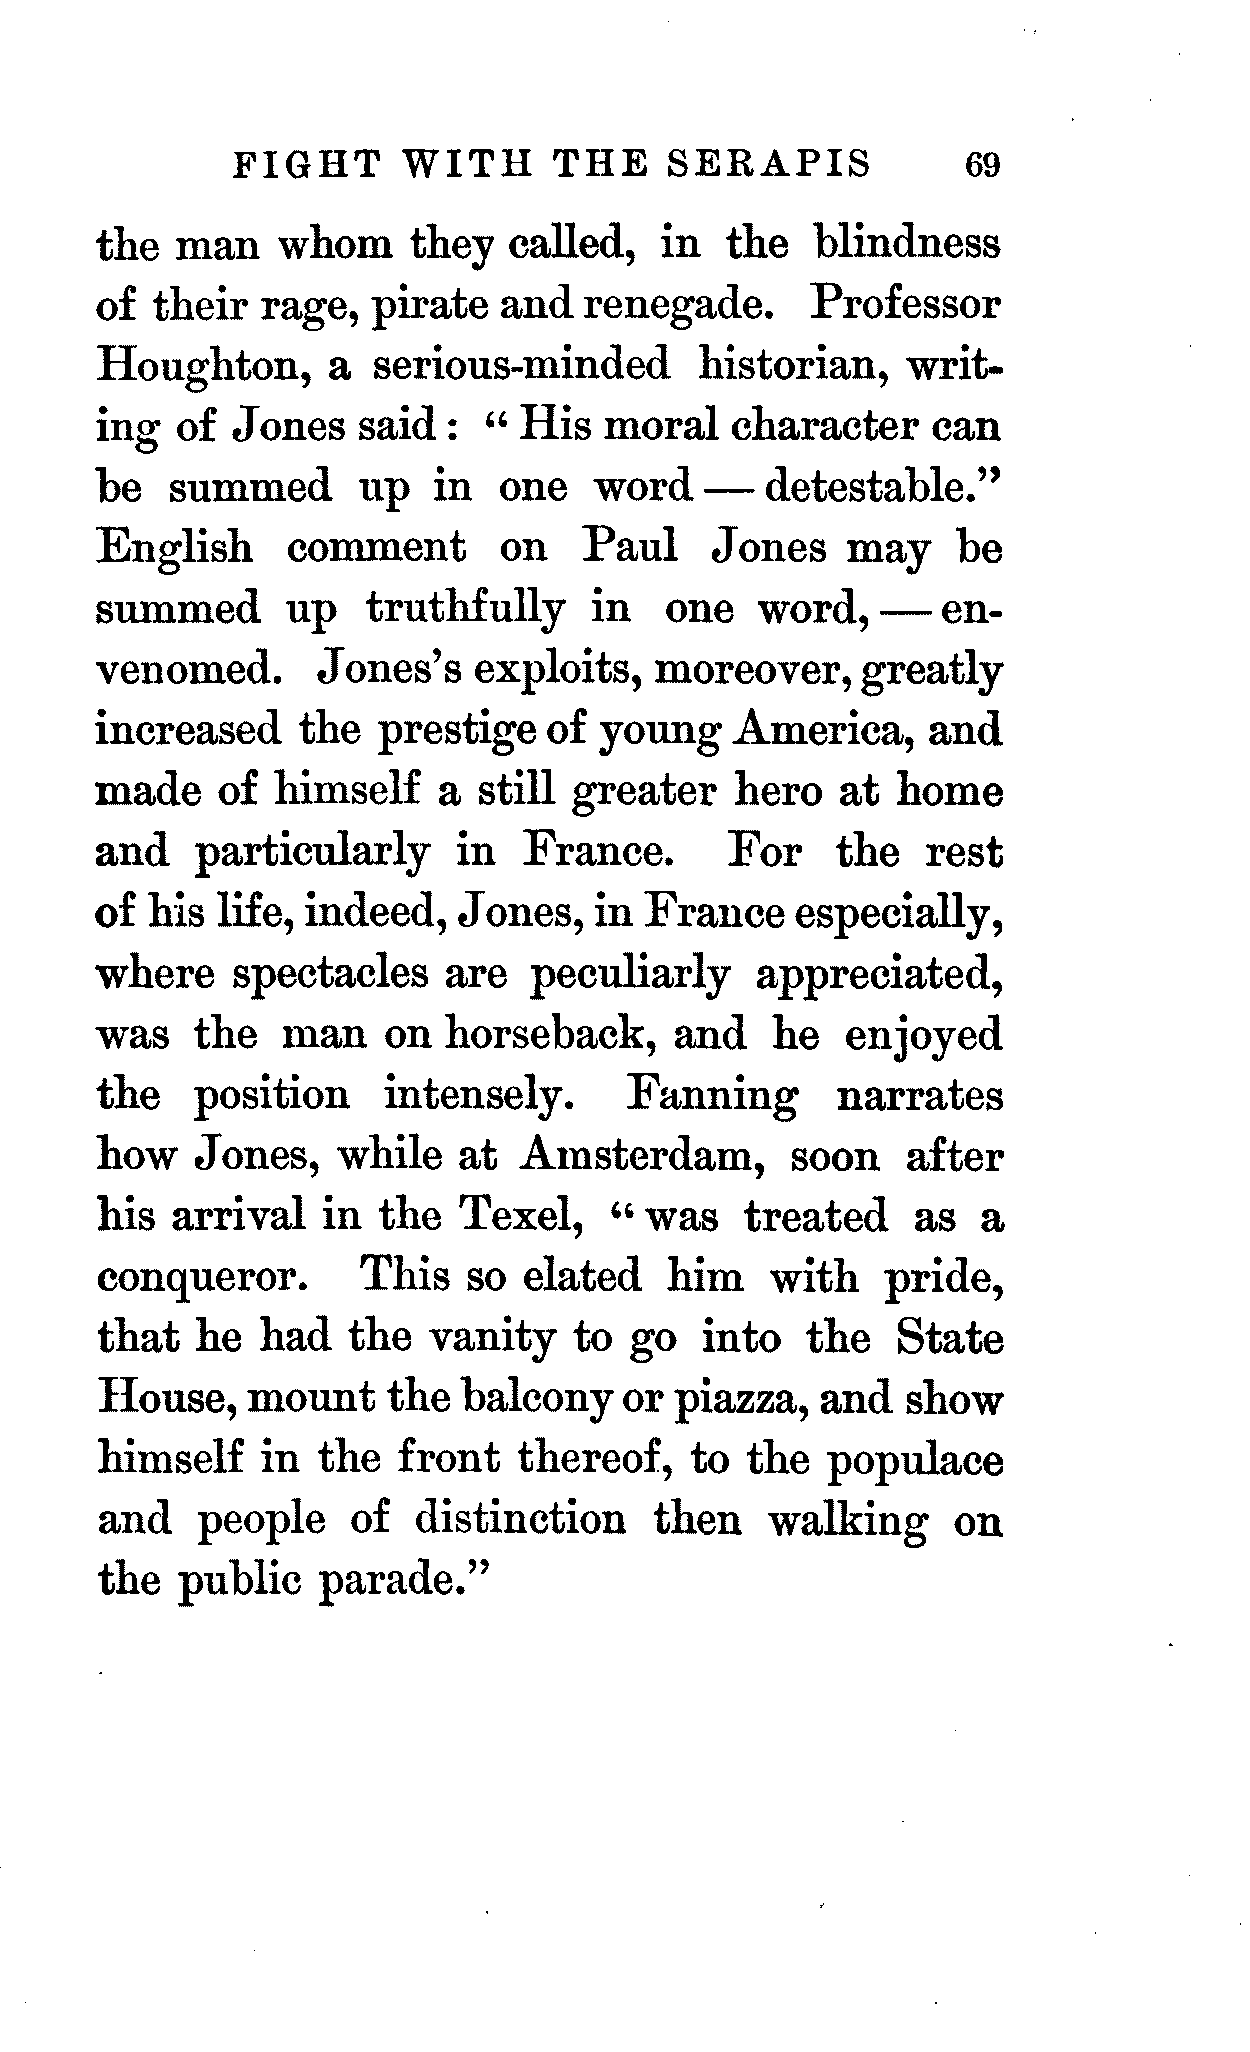 FIGHT WITH THE SERAPIS 69
the man whom they called, in the blindness
of their rage, pirate and renegade. Professor
Houghton, a serious-minded historian, writ-
ing of Jones said : “ His moral character can
be summed up in one word — detestable.”
English comment on Paul Jones may be
summed up truthfully in one word, — en-
venomed. Jones’s exploits, moreover, greatly
increased the prestige of young America, and
made of himself a still greater hero at home
and particularly in France. For the rest
of his life, indeed, Jones, in France especially,
where spectacles are peculiarly appreciated,
was the man on horseback, and he enjoyed
the position intensely. Fanning narrates
how Jones, while at Amsterdam, soon after
his arrival in the Texel, “ was treated as a
conqueror. This so elated him with pride,
that he had the vanity to go into the State
House, mount the balcony or piazza, and show
himself in the front thereof, to the populace
and people of distinction then walking on
the public parade.”